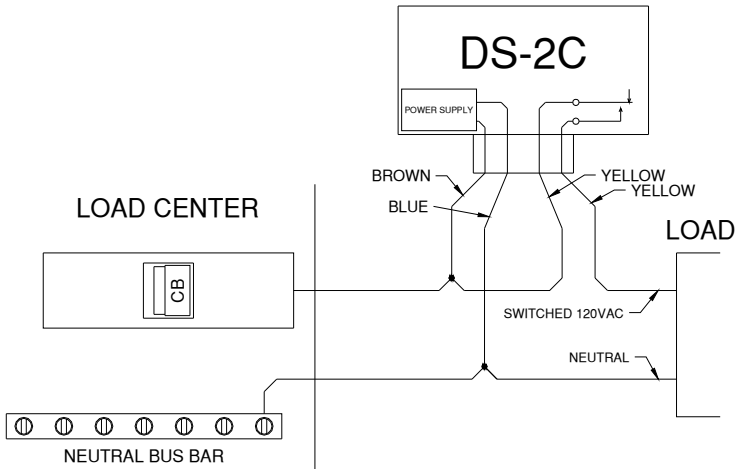 DS-2C
POWER SUPPLY
BROWN
YELLOW
YELLOW
BLUE
LOAD CENTER
LOAD
CB
SWITCHED 120VAC
NEUTRAL
NEUTRAL BUS BAR